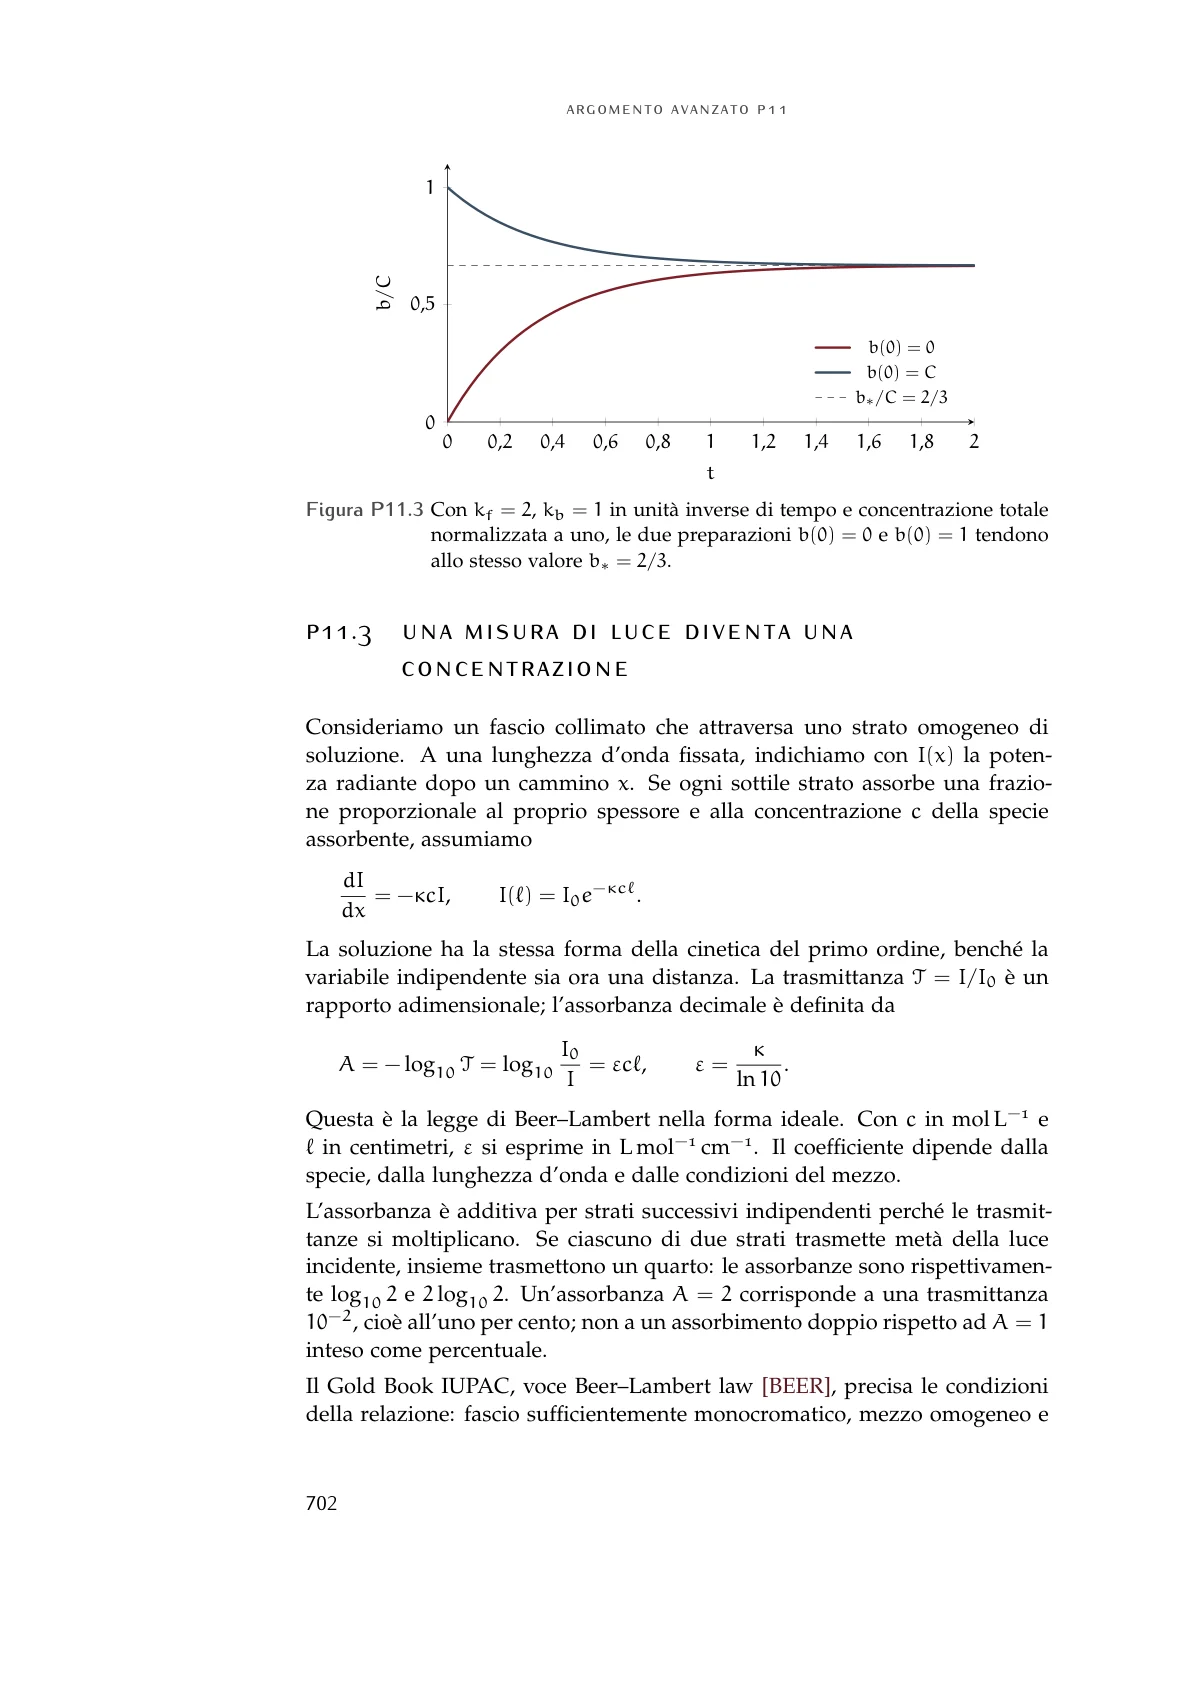 ARGOMENTO AVANZATO P11
1
0,5
0
b/C
b(0) = 0
b(0) = C
b∗/C = 2/3
0 0,2 0,4 0,6 0,8 1 1,2 1,4 1,6 1,8 2
t
Figura P11.3 Con k_f = 2, k_b = 1 in unità inverse di tempo e concentrazione totale
normalizzata a uno, le due preparazioni b(0) = 0 e b(0) = 1 tendono
allo stesso valore b∗ = 2/3.
P11.3 UNA MISURA DI LUCE DIVENTA UNA
CONCENTRAZIONE
Consideriamo un fascio collimato che attraversa uno strato omogeneo di
soluzione. A una lunghezza d’onda fissata, indichiamo con I(x) la poten-
za radiante dopo un cammino x. Se ogni sottile strato assorbe una frazio-
ne proporzionale al proprio spessore e alla concentrazione c della specie
assorbente, assumiamo
dI/dx = −κcI, I(ℓ) = I₀e^{−κcℓ}.
La soluzione ha la stessa forma della cinetica del primo ordine, benché la
variabile indipendente sia ora una distanza. La trasmittanza 𝒯 = I/I₀ è un
rapporto adimensionale; l’assorbanza decimale è definita da
A = − log₁₀ 𝒯 = log₁₀ I₀/I = εcℓ, ε = κ/ln 10.
Questa è la legge di Beer–Lambert nella forma ideale. Con c in mol L⁻¹ e
ℓ in centimetri, ε si esprime in L mol⁻¹ cm⁻¹. Il coefficiente dipende dalla
specie, dalla lunghezza d’onda e dalle condizioni del mezzo.
L’assorbanza è additiva per strati successivi indipendenti perché le trasmit-
tanze si moltiplicano. Se ciascuno di due strati trasmette metà della luce
incidente, insieme trasmettono un quarto: le assorbanze sono rispettivamen-
te log₁₀ 2 e 2 log₁₀ 2. Un’assorbanza A = 2 corrisponde a una trasmittanza
10⁻², cioè all’uno per cento; non a un assorbimento doppio rispetto ad A = 1
inteso come percentuale.
Il Gold Book IUPAC, voce Beer–Lambert law [BEER], precisa le condizioni
della relazione: fascio sufficientemente monocromatico, mezzo omogeneo e
702